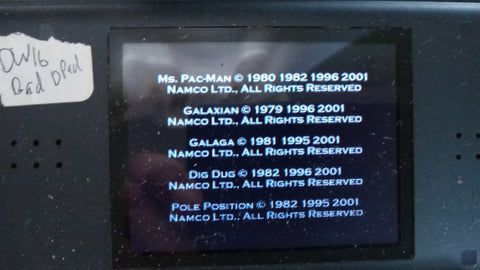 DW16
Bad DPad
Ms. Pac-Man © 1980 1982 1996 2001
Namco Ltd., All Rights Reserved
Galaxian © 1979 1996 2001
Namco Ltd., All Rights Reserved
Galaga © 1981 1995 2001
Namco Ltd., All Rights Reserved
Dig Dug © 1982 1996 2001
Namco Ltd., All Rights Reserved
Pole Position © 1982 1995 2001
Namco Ltd., All Rights Reserved